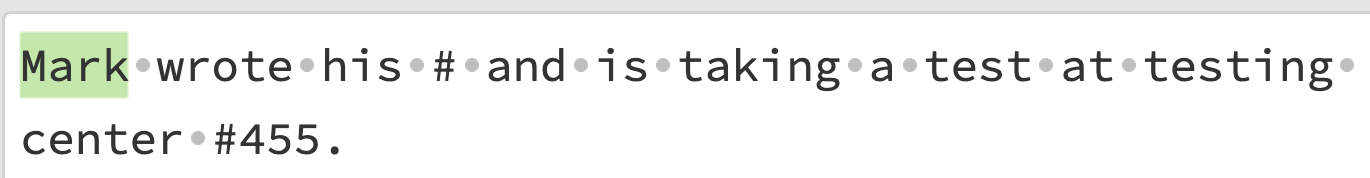 Mark wrote his # and is taking a test at testing
center #455.